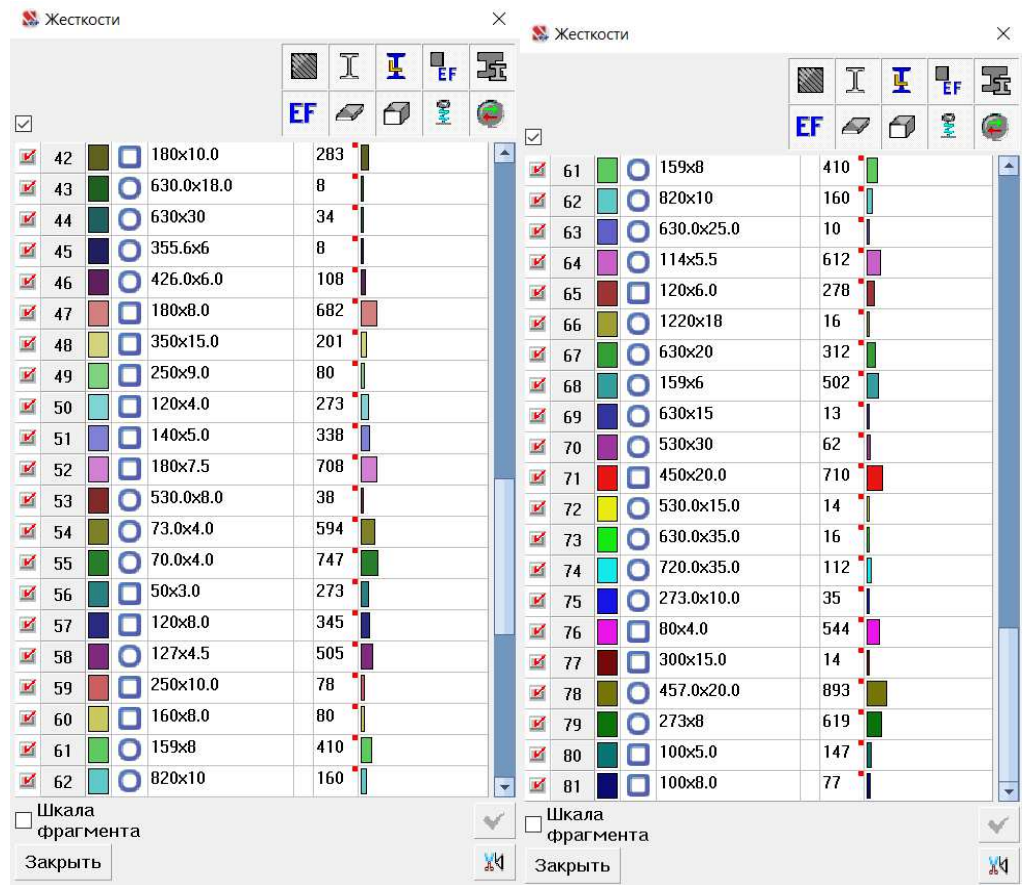 Жесткости
EF
EF
42 180x10.0 283
43 630.0x18.0 8
44 630x30 34
45 355.6x6 8
46 426.0x6.0 108
47 180x8.0 682
48 350x15.0 201
49 250x9.0 80
50 120x4.0 273
51 140x5.0 338
52 180x7.5 708
53 530.0x8.0 38
54 73.0x4.0 594
55 70.0x4.0 747
56 50x3.0 273
57 120x8.0 345
58 127x4.5 505
59 250x10.0 78
60 160x8.0 80
61 159x8 410
62 820x10 160
Шкала
фрагмента
Закрыть
Жесткости
EF
EF
61 159x8 410
62 820x10 160
63 630.0x25.0 10
64 114x5.5 612
65 120x6.0 278
66 1220x18 16
67 630x20 312
68 159x6 502
69 630x15 13
70 530x30 62
71 450x20.0 710
72 530.0x15.0 14
73 630.0x35.0 16
74 720.0x35.0 112
75 273.0x10.0 35
76 80x4.0 544
77 300x15.0 14
78 457.0x20.0 893
79 273x8 619
80 100x5.0 147
81 100x8.0 77
Шкала
фрагмента
Закрыть